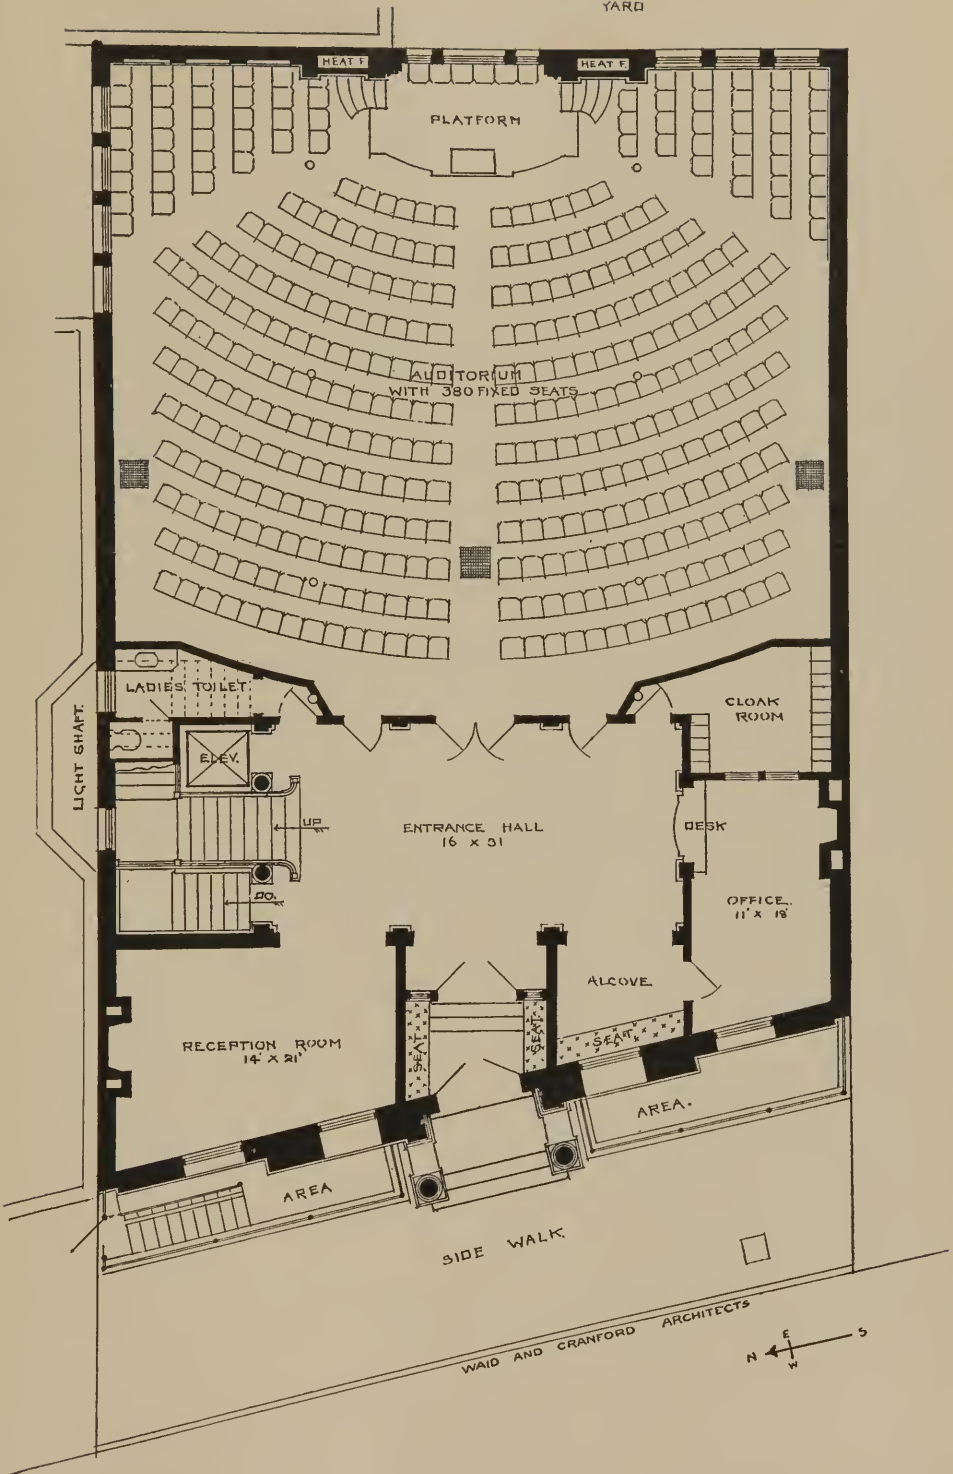 YARD
HEAT F.
HEAT F.
PLATFORM
AUDITORIUM
WITH 380 FIXED SEATS
LADIES TOILET
CLOAK
ROOM
LIGHT SHAFT.
ELEV.
UP
ENTRANCE HALL
16 x 31
DESK
DO.
OFFICE.
11' x 18'
ALCOVE
RECEPTION ROOM
14' x 21'
SEAT
SEAT
SEAT
AREA.
AREA
SIDE WALK.
WAID AND CRANFORD ARCHITECTS
N E S W